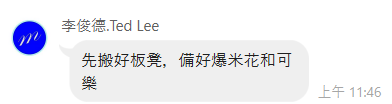 李俊德.Ted Lee
先搬好板凳，備好爆米花和可
樂
上午 11:46